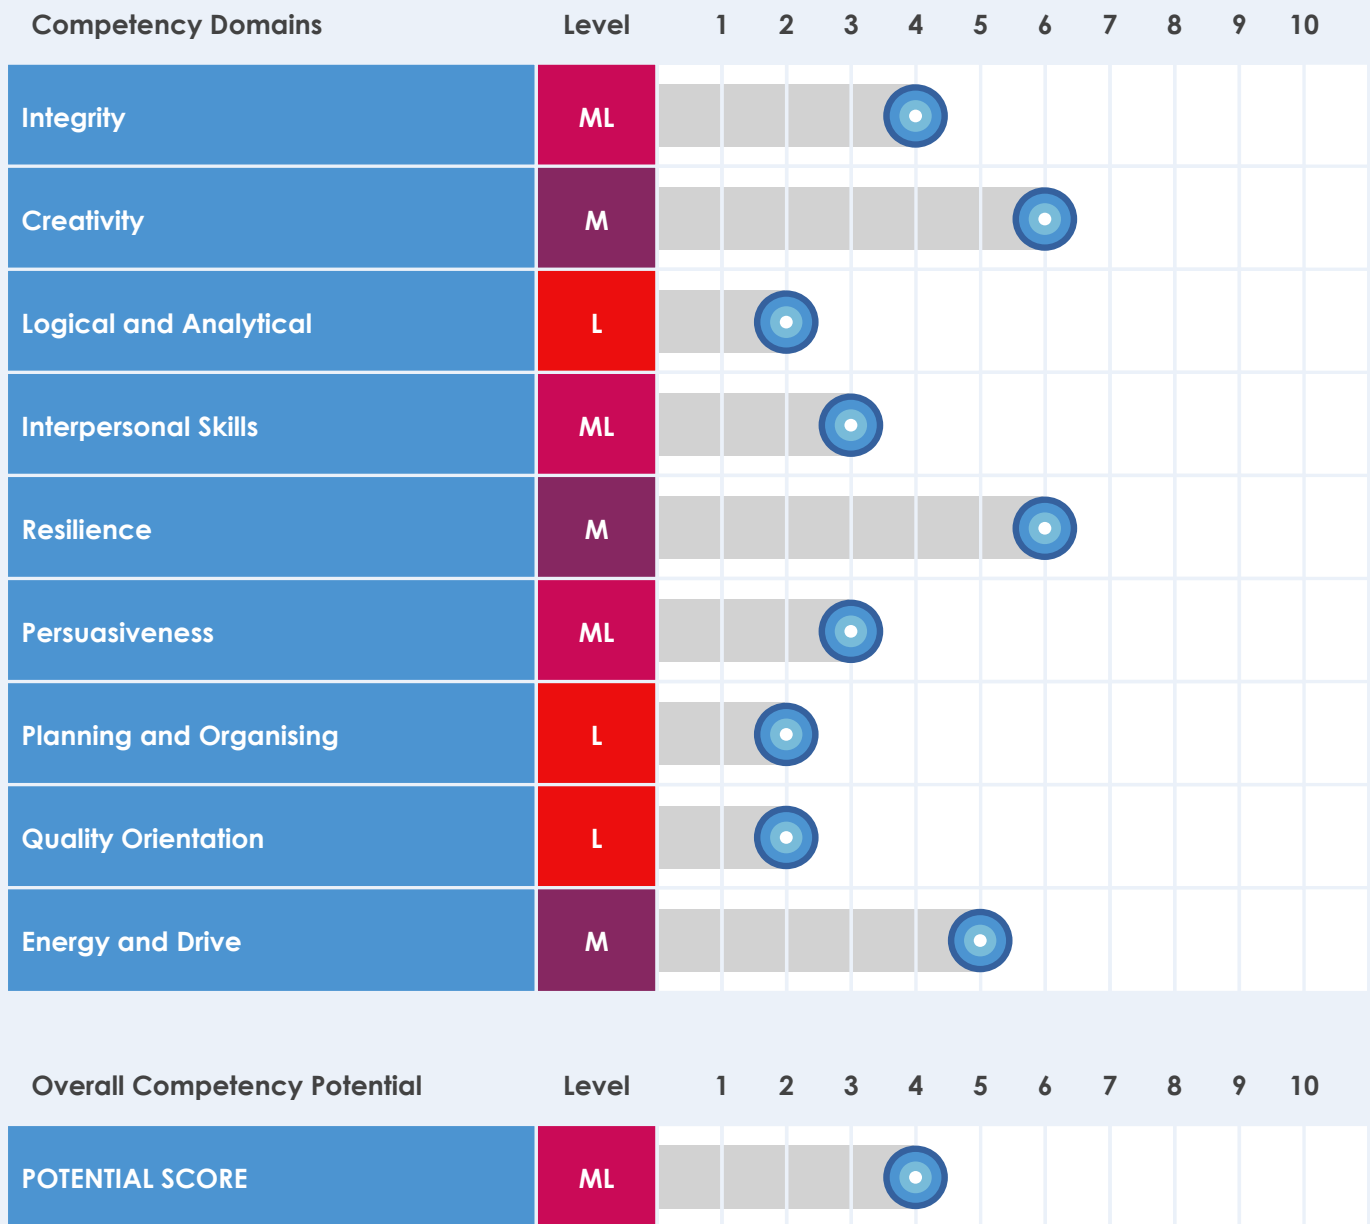 Competency Domains Level 1 2 3 4 5 6 7 8 9 10
Integrity ML
Creativity M
Logical and Analytical L
Interpersonal Skills ML
Resilience M
Persuasiveness ML
Planning and Organising L
Quality Orientation L
Energy and Drive M
Overall Competency Potential Level 1 2 3 4 5 6 7 8 9 10
POTENTIAL SCORE ML